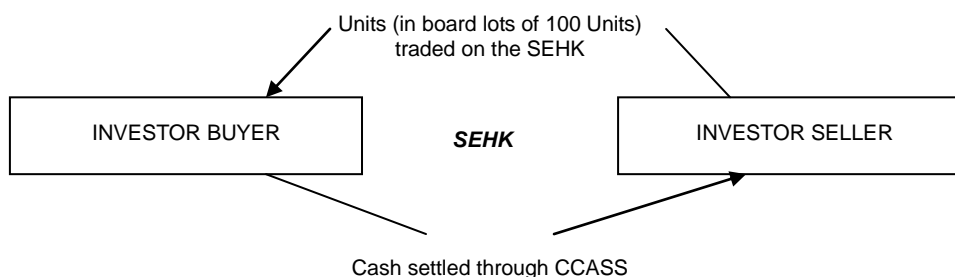 Units (in board lots of 100 Units)
traded on the SEHK
INVESTOR BUYER
SEHK
INVESTOR SELLER
Cash settled through CCASS